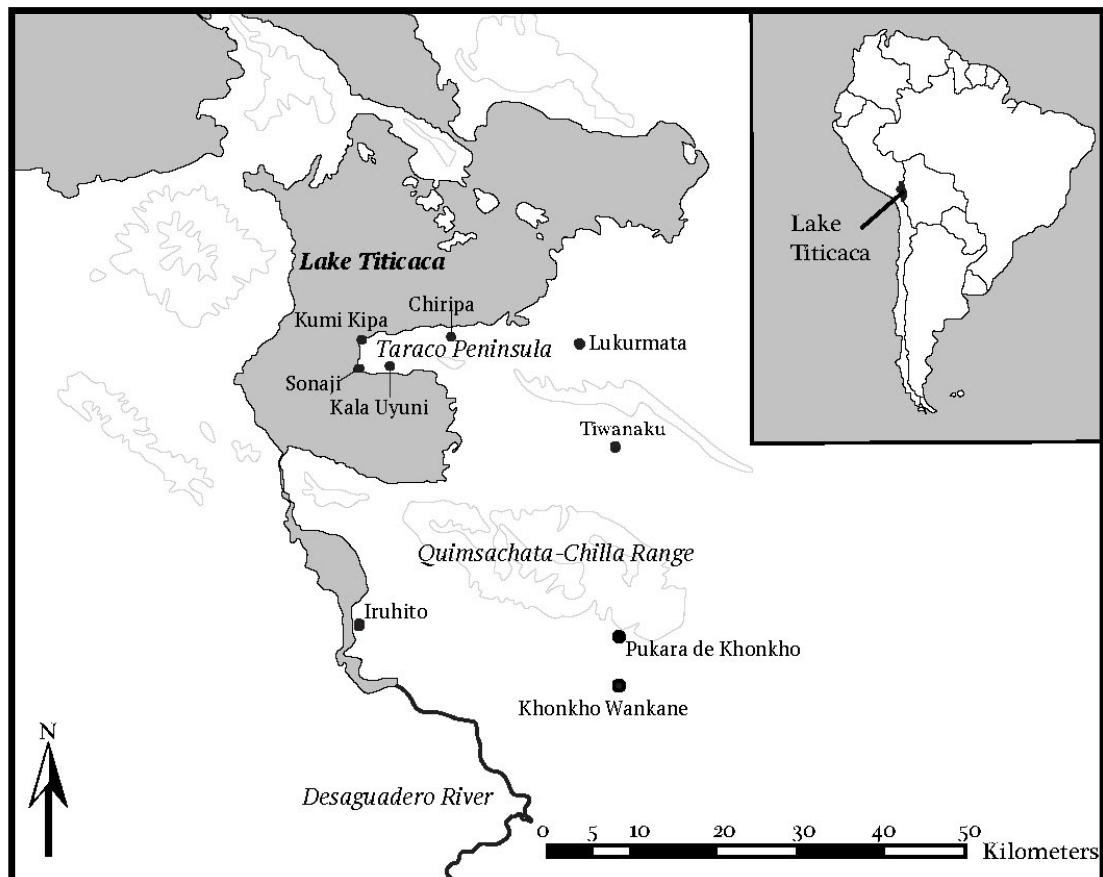 Lake
Titicaca
Lake Titicaca
Chiripa
Kumi Kipa
Taraco Peninsula
Lukurmata
Sonaji
Kala Uyuni
Tiwanaku
Quimsachata-Chilla Range
Iruhito
Pukara de Khonkho
Khonkho Wankane
N
Desaguadero River
0 5 10 20 30 40 50
Kilometers